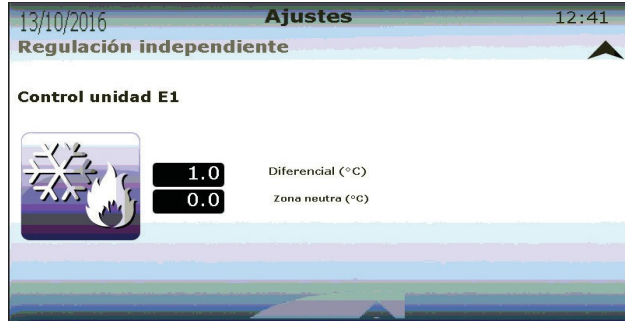 13/10/2016 Ajustes 12:41
Regulación independiente
Control unidad E1
1.0 Diferencial (°C)
0.0 Zona neutra (°C)